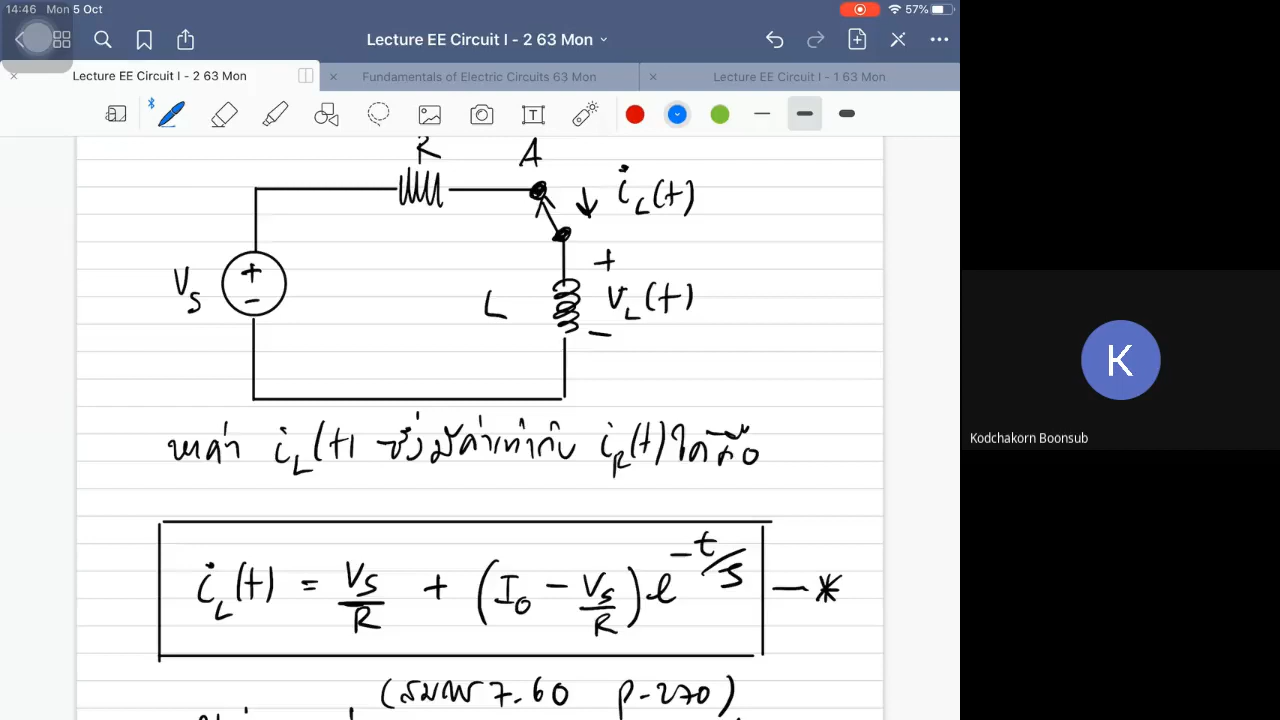 14:46 Mon 5 Oct 57%
Lecture EE Circuit I - 2 63 Mon
Lecture EE Circuit I - 2 63 Mon Fundamentals of Electric Circuits 63 Mon Lecture EE Circuit I - 1 63 Mon
R A
i_L(t)
V_S + -
+
L V_L(t)
-
หาค่า i_L(t) ซึ่งมีค่าเท่ากับ i_R(t) ได้คือ
i_L(t) = V_S/R + (I_0 - V_S/R) e^{-t/τ} — *
(สมการ 7.60 p-270)
K
Kodchakorn Boonsub